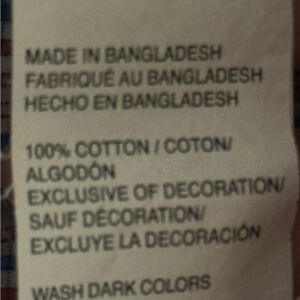 MADE IN BANGLADESH
FABRIQUÉ AU BANGLADESH
HECHO EN BANGLADESH
100% COTTON / COTON/
ALGODÓN
EXCLUSIVE OF DECORATION/
SAUF DÉCORATION/
EXCLUYE LA DECORACIÓN
WASH DARK COLORS